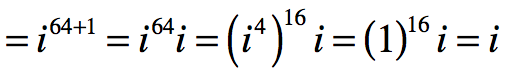 = i^{64+1} = i^{64} i = (i^4)^{16} i = (1)^{16} i = i